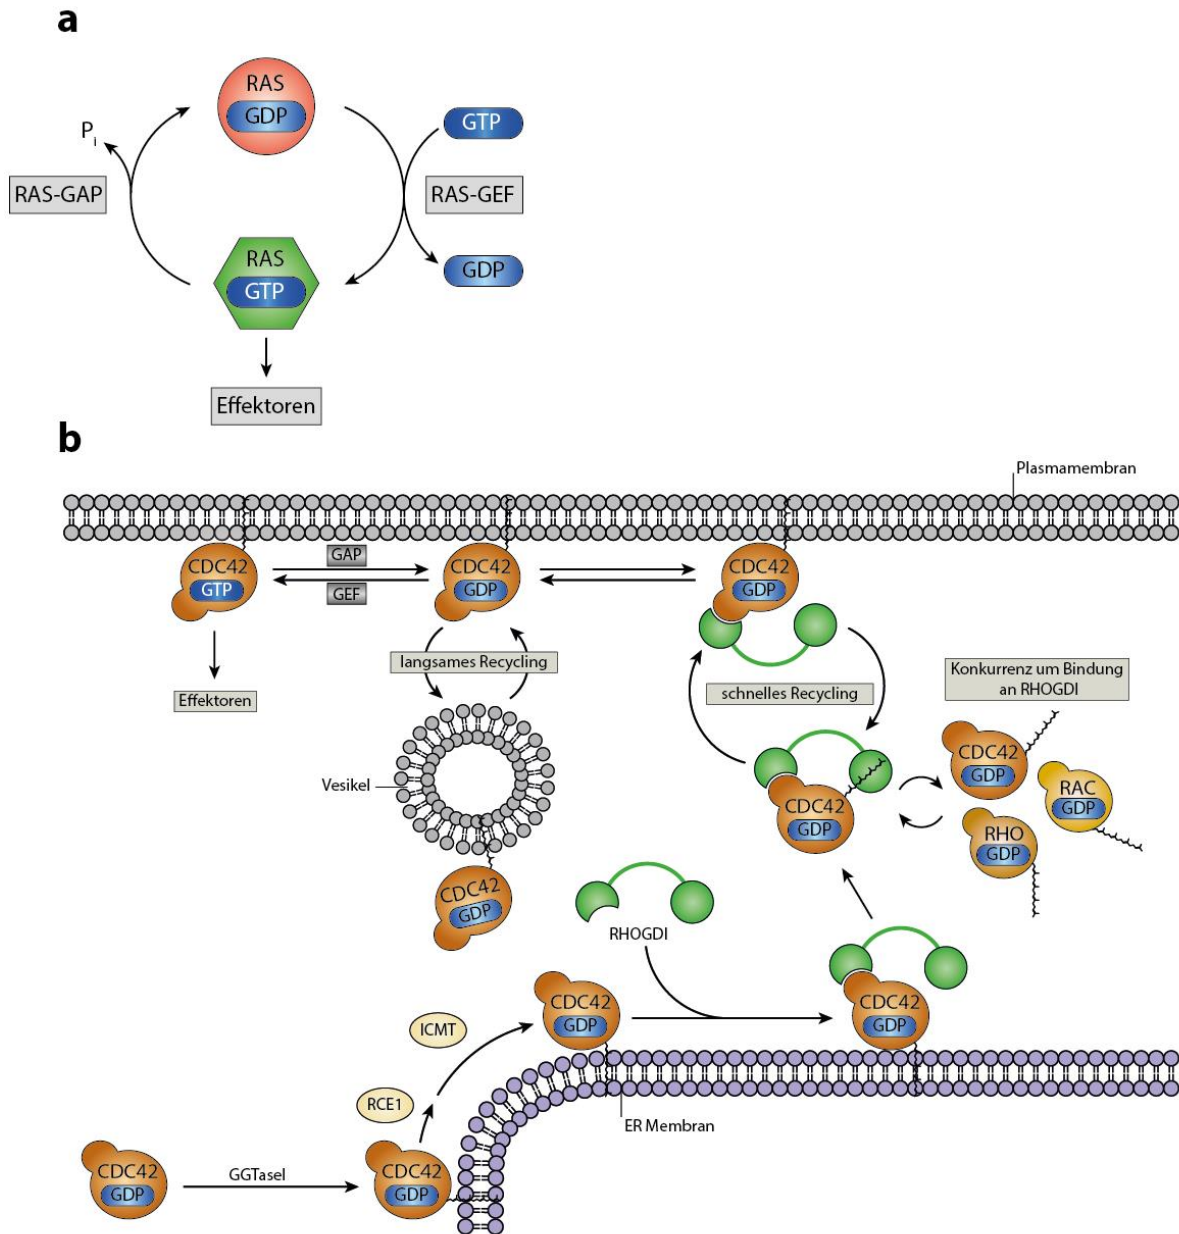 a
RAS
GDP
GTP
P i
RAS-GAP
RAS-GEF
RAS
GTP
GDP
Effektoren
b
Plasmamembran
CDC42
GTP
GAP
GEF
CDC42
GDP
CDC42
GDP
Effektoren
langsames Recycling
schnelles Recycling
Konkurrenz um Bindung
an RHOGDI
Vesikel
CDC42
GDP
CDC42
GDP
RAC
GDP
RHO
GDP
CDC42
GDP
RHOGDI
CDC42
GDP
CDC42
GDP
ICMT
RCE1
ER Membran
CDC42
GDP
GGTaseI
CDC42
GDP